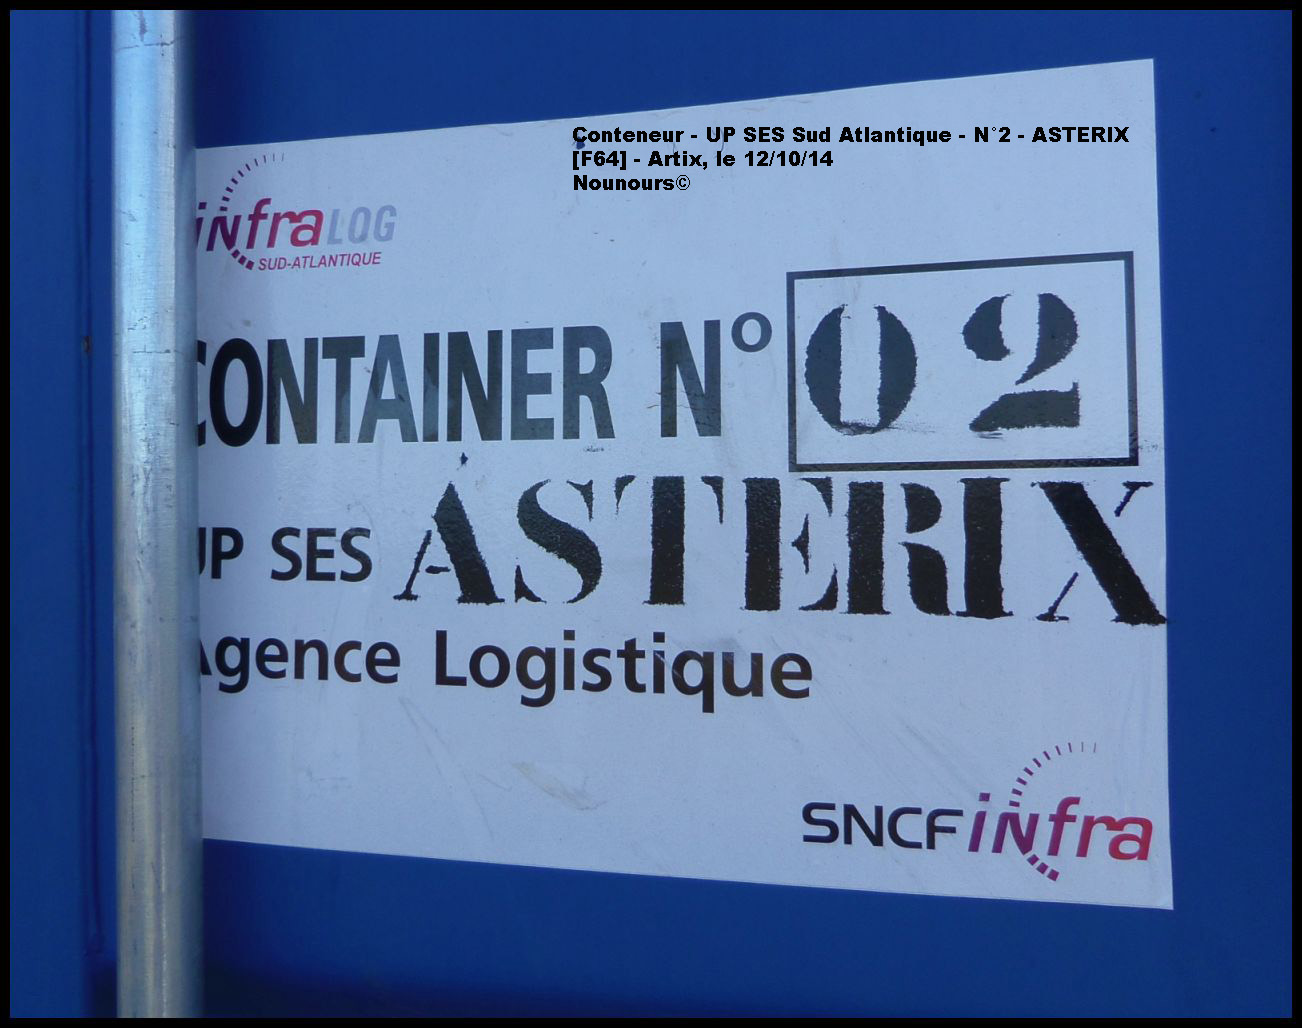 Conteneur - UP SES Sud Atlantique - N°2 - ASTERIX
[F64] - Artix, le 12/10/14
Nounours©
infraLOG
SUD-ATLANTIQUE
CONTAINER N° 02
UP SES ASTERIX
Agence Logistique
SNCF infra